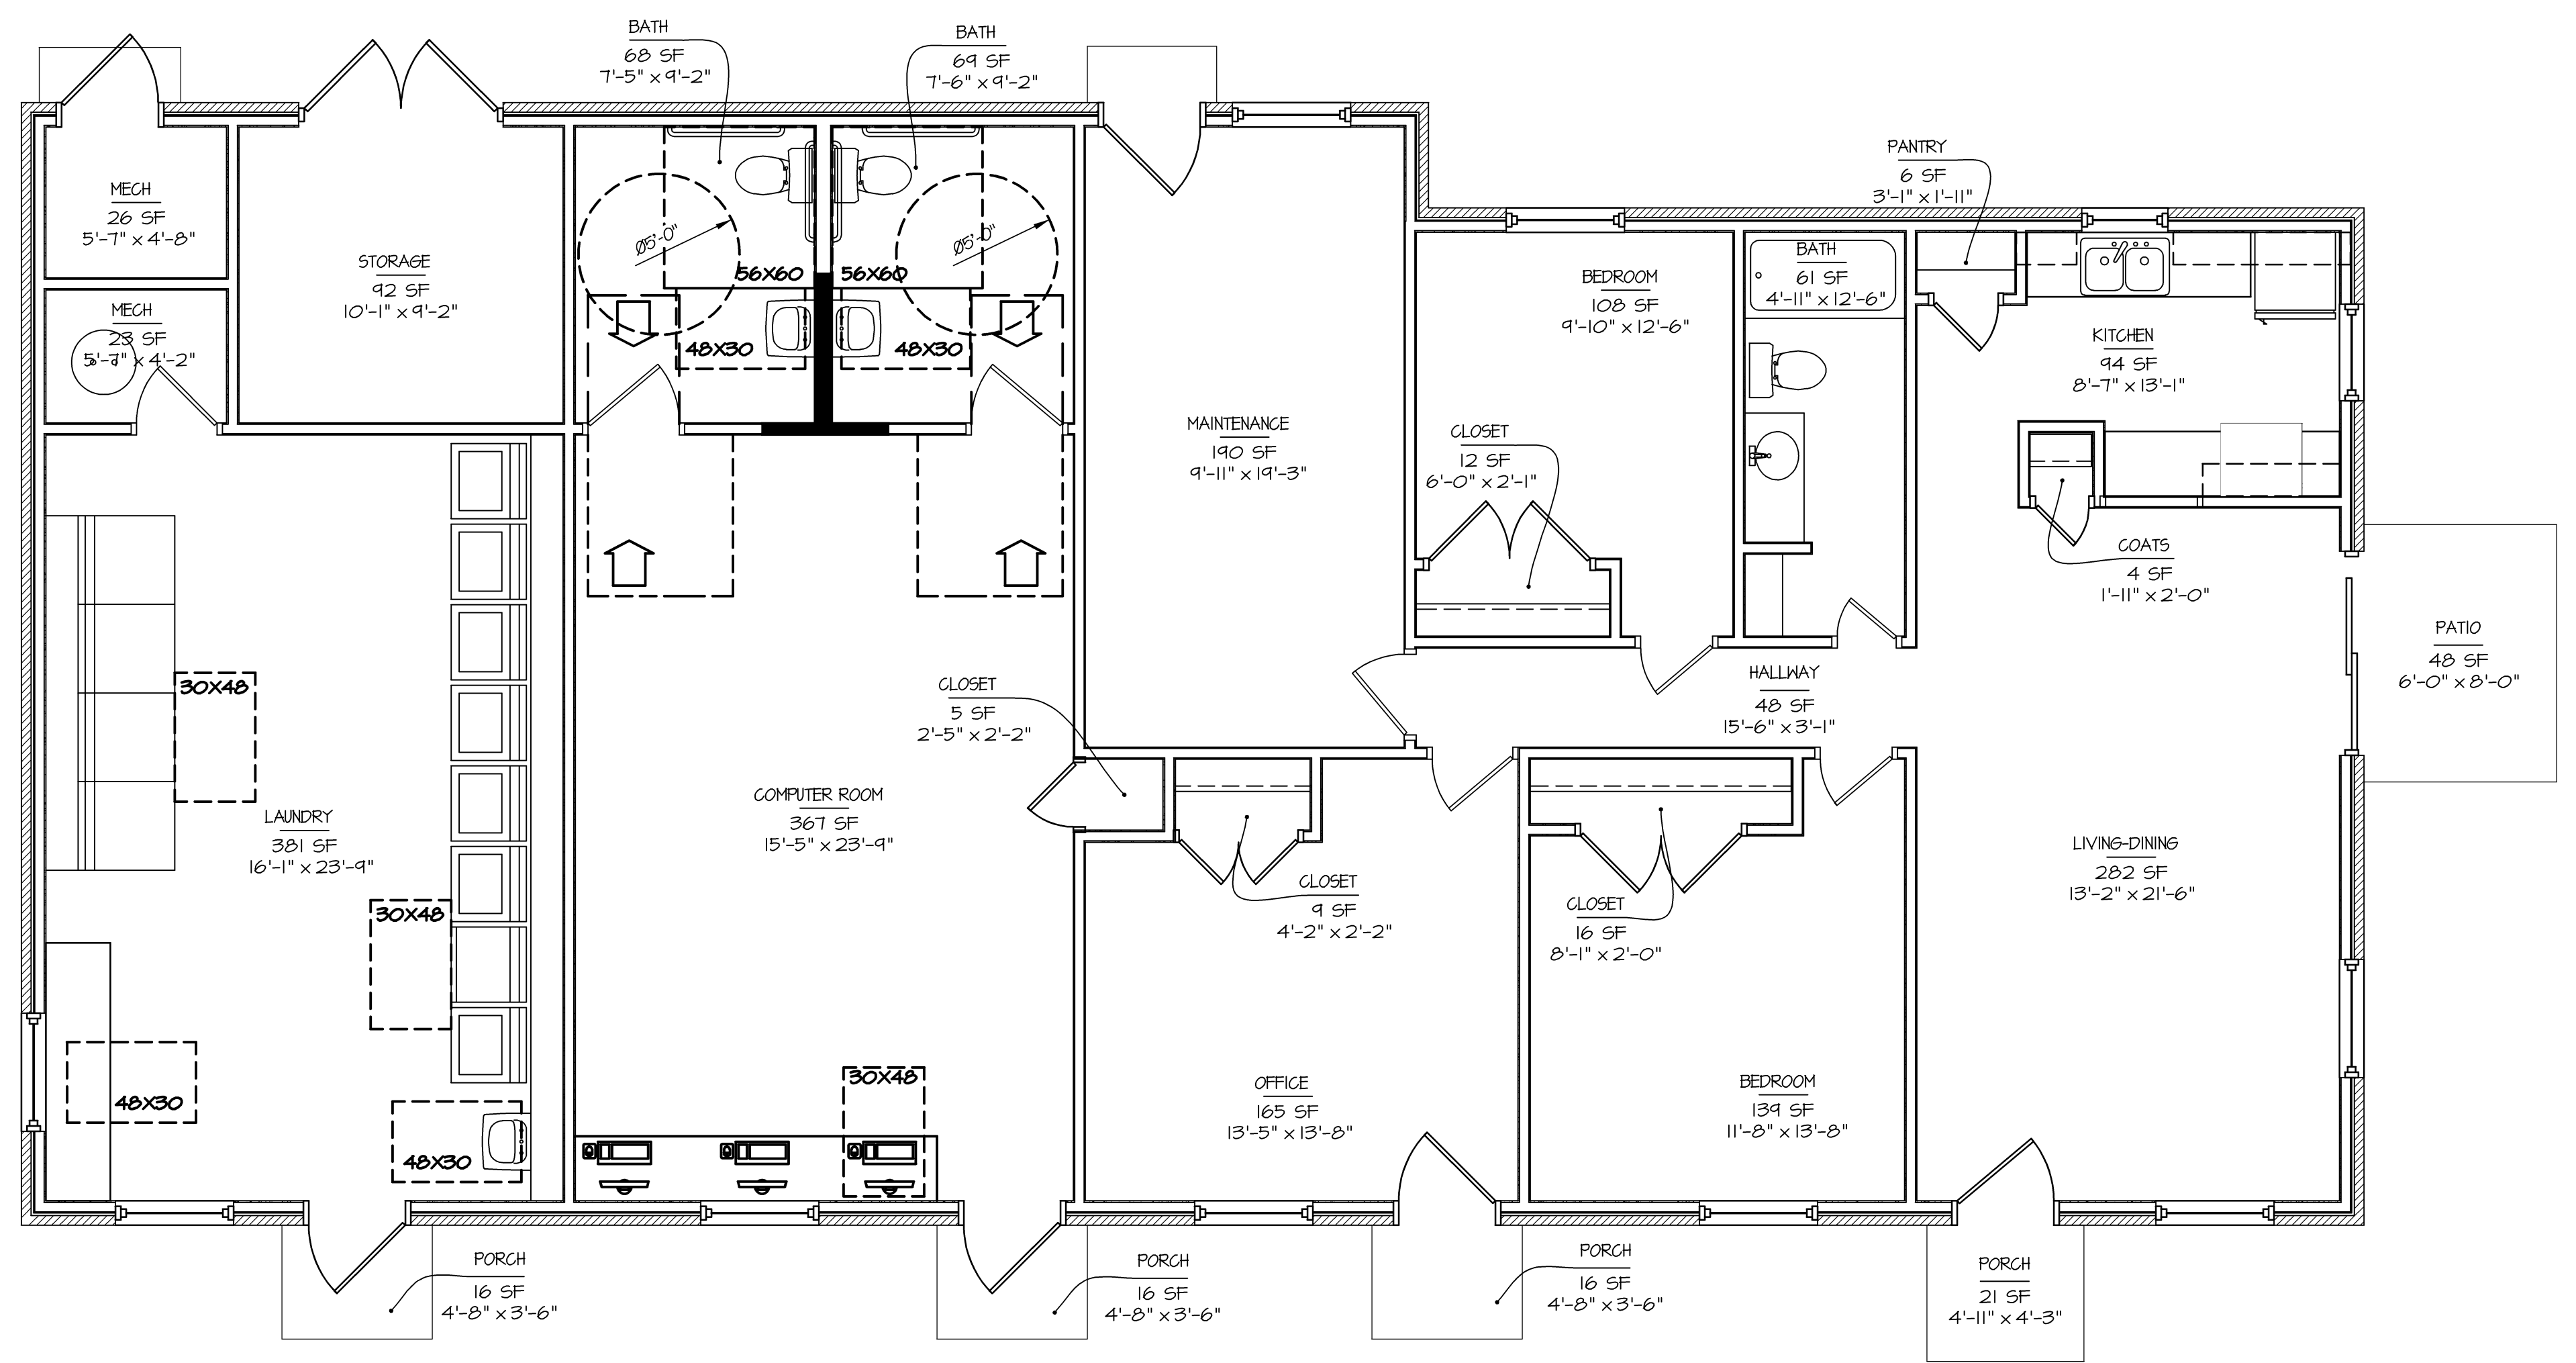 BATH
68 SF
7'-5" x 9'-2"
BATH
69 SF
7'-6" x 9'-2"
PANTRY
6 SF
3'-1" x 1'-11"
MECH
26 SF
5'-7" x 4'-8"
STORAGE
92 SF
10'-1" x 9'-2"
Ø5'-0"
Ø5'-0"
56X60
56X60
BEDROOM
108 SF
9'-10" x 12'-6"
BATH
61 SF
4'-11" x 12'-6"
MECH
23 SF
5'-7" x 4'-2"
48X30
48X30
KITCHEN
94 SF
8'-7" x 13'-1"
MAINTENANCE
190 SF
9'-11" x 19'-3"
CLOSET
12 SF
6'-0" x 2'-1"
COATS
4 SF
1'-11" x 2'-0"
PATIO
48 SF
6'-0" x 8'-0"
30X48
CLOSET
5 SF
2'-5" x 2'-2"
HALLWAY
48 SF
15'-6" x 3'-1"
LAUNDRY
381 SF
16'-1" x 23'-9"
COMPUTER ROOM
367 SF
15'-5" x 23'-9"
LIVING-DINING
282 SF
13'-2" x 21'-6"
30X48
CLOSET
9 SF
4'-2" x 2'-2"
CLOSET
16 SF
8'-1" x 2'-0"
48X30
48X30
30X48
OFFICE
165 SF
13'-5" x 13'-8"
BEDROOM
139 SF
11'-8" x 13'-8"
PORCH
16 SF
4'-8" x 3'-6"
PORCH
16 SF
4'-8" x 3'-6"
PORCH
16 SF
4'-8" x 3'-6"
PORCH
21 SF
4'-11" x 4'-3"